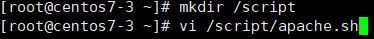 [root@centos7-3 ~]# mkdir /script
[root@centos7-3 ~]# vi /script/apache.sh